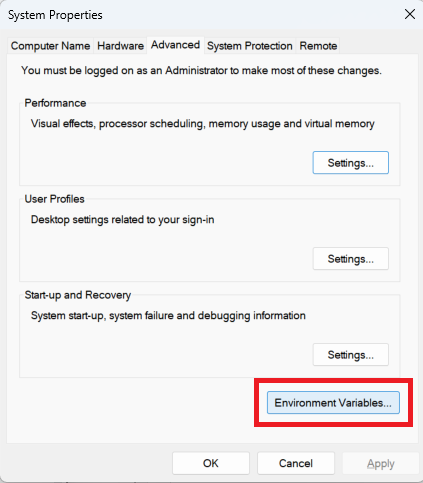 System Properties
Computer Name Hardware Advanced System Protection Remote
You must be logged on as an Administrator to make most of these changes.
Performance
Visual effects, processor scheduling, memory usage and virtual memory
Settings...
User Profiles
Desktop settings related to your sign-in
Settings...
Start-up and Recovery
System start-up, system failure and debugging information
Settings...
Environment Variables...
OK Cancel Apply